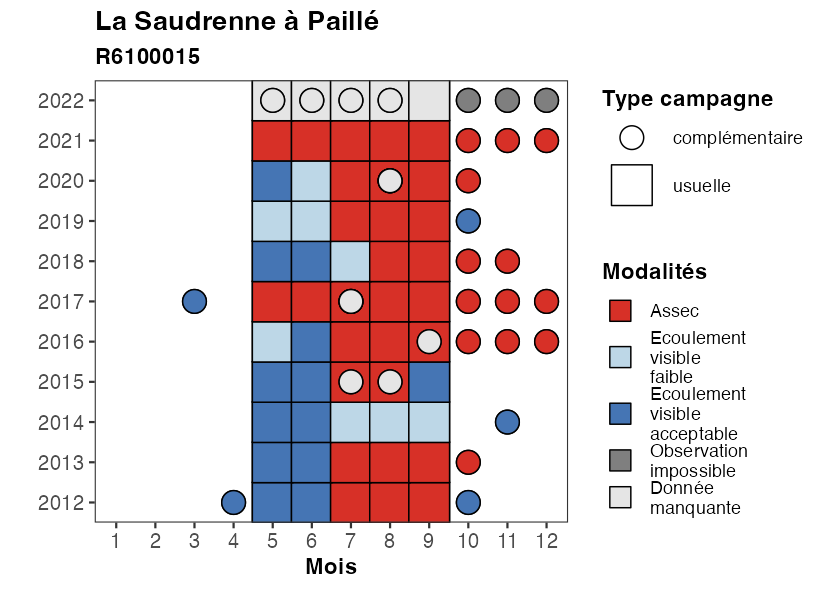 La Saudrenne à Paillé
R6100015
2022
2021
2020
2019
2018
2017
2016
2015
2014
2013
2012
1 2 3 4 5 6 7 8 9 10 11 12
Mois
Type campagne
complémentaire
usuelle
Modalités
Assec
Ecoulement
visible
faible
Ecoulement
visible
acceptable
Observation
impossible
Donnée
manquante